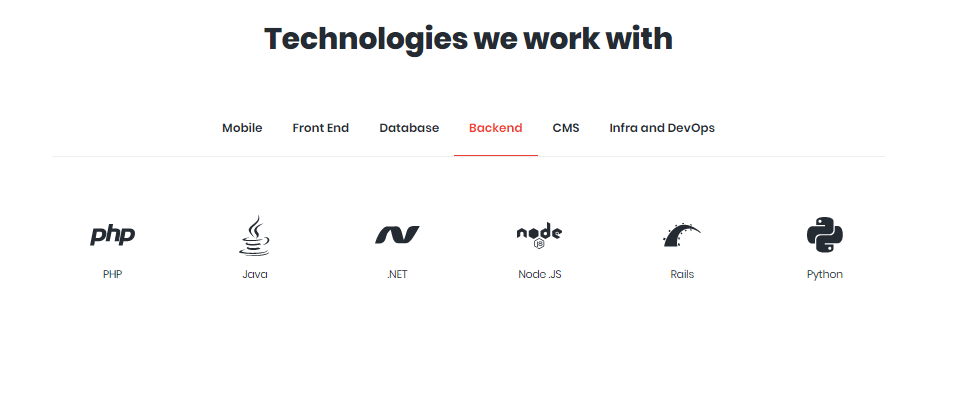 Technologies we work with
Mobile Front End Database Backend CMS Infra and DevOps
php node JS
PHP Java .NET Node .JS Rails Python